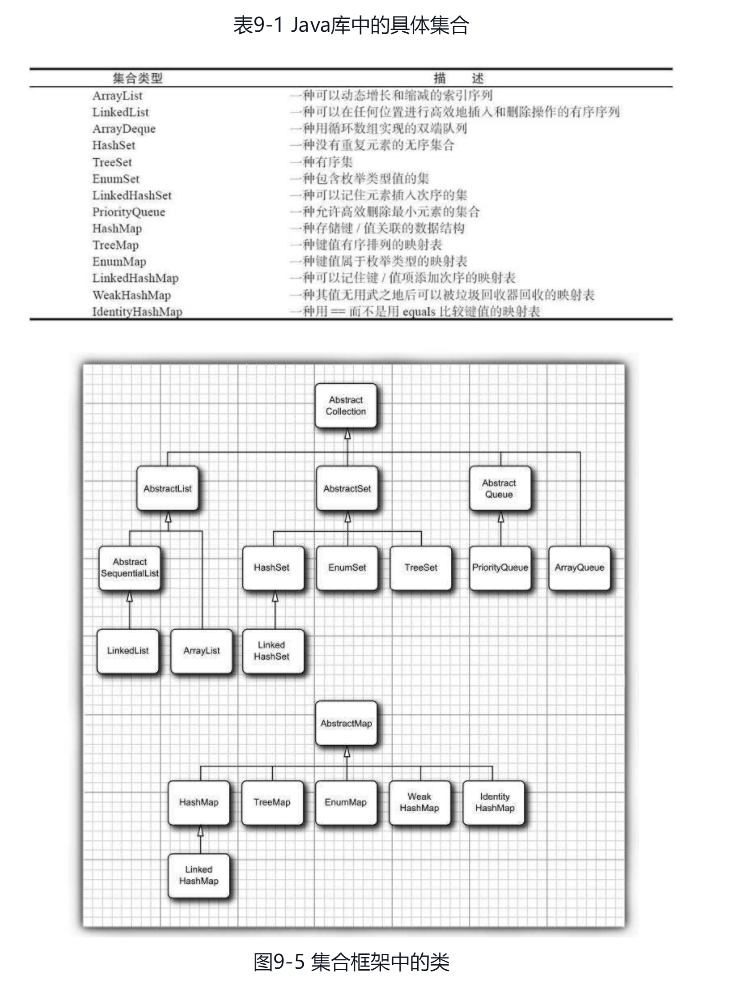 表9-1 Java库中的具体集合
集合类型 描 述
ArrayList 一种可以动态增长和缩减的索引序列
LinkedList 一种可以在任何位置进行高效地插入和删除操作的有序序列
ArrayDeque 一种用循环数组实现的双端队列
HashSet 一种没有重复元素的无序集合
TreeSet 一种有序集
EnumSet 一种包含枚举类型值的集
LinkedHashSet 一种可以记住元素插入次序的集
PriorityQueue 一种允许高效删除最小元素的集合
HashMap 一种存储键 / 值关联的数据结构
TreeMap 一种键值有序排列的映射表
EnumMap 一种键值属于枚举类型的映射表
LinkedHashMap 一种可以记住键 / 值项添加次序的映射表
WeakHashMap 一种其值无用武之地后可以被垃圾回收器回收的映射表
IdentityHashMap 一种用 == 而不是用 equals 比较键值的映射表
Abstract
Collection
AbstractList
AbstractSet
Abstract
Queue
Abstract
SequentialList
HashSet
EnumSet
TreeSet
PriorityQueue
ArrayQueue
LinkedList
ArrayList
Linked
HashSet
AbstractMap
HashMap
TreeMap
EnumMap
Weak
HashMap
Identity
HashMap
Linked
HashMap
图9-5 集合框架中的类